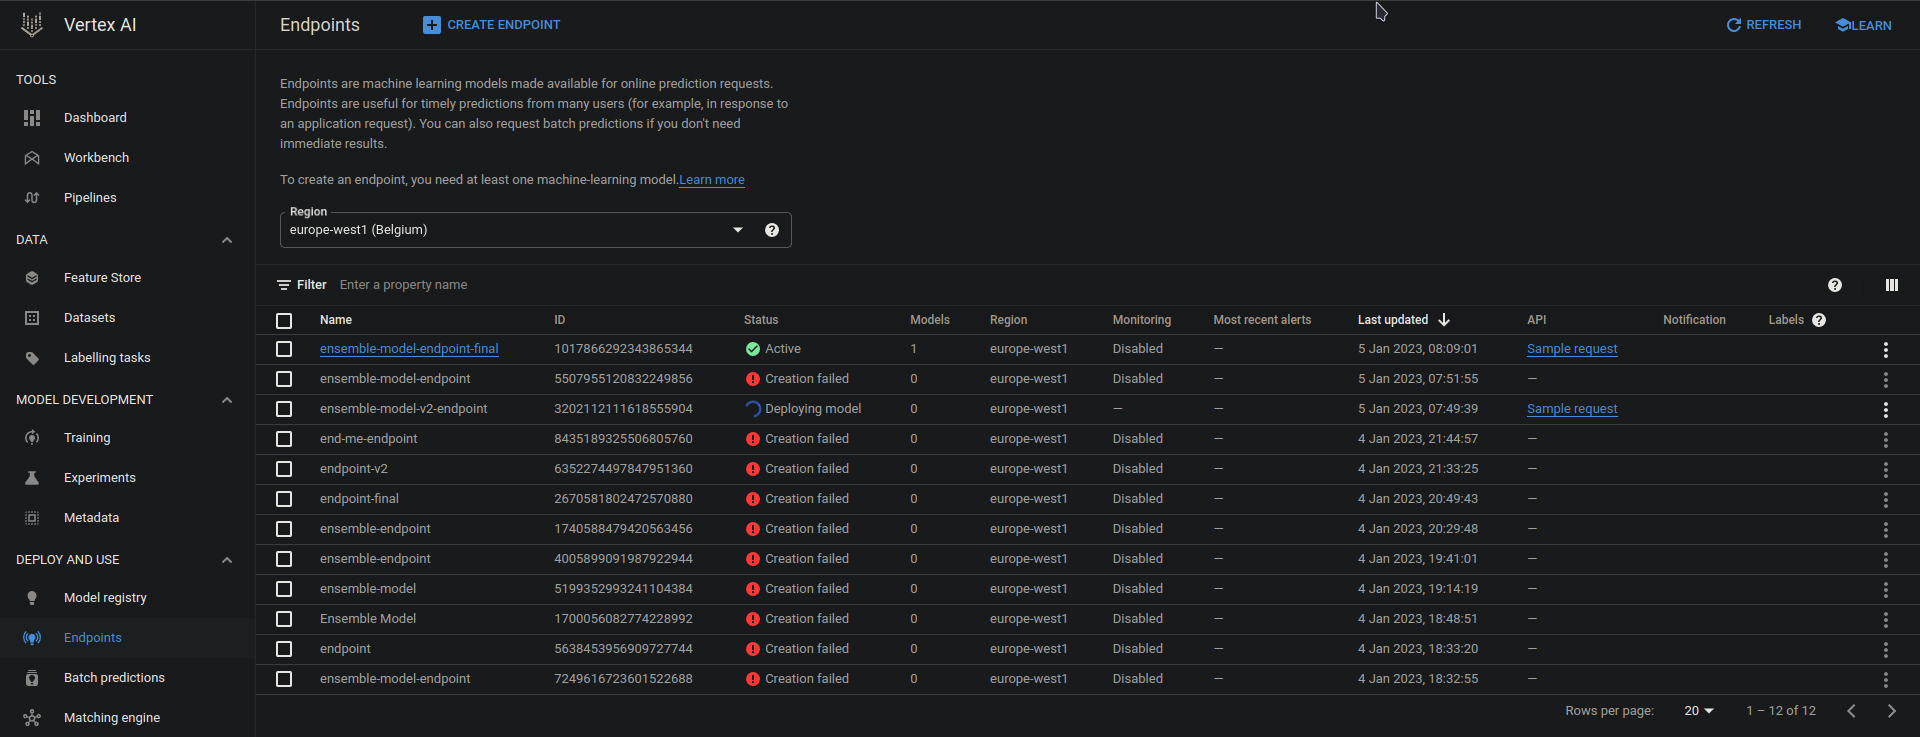 Vertex AI
Endpoints
CREATE ENDPOINT
REFRESH
LEARN
TOOLS
Dashboard
Workbench
Pipelines
DATA
Feature Store
Datasets
Labelling tasks
MODEL DEVELOPMENT
Training
Experiments
Metadata
DEPLOY AND USE
Model registry
Endpoints
Batch predictions
Matching engine
Endpoints are machine learning models made available for online prediction requests.
Endpoints are useful for timely predictions from many users (for example, in response to
an application request). You can also request batch predictions if you don't need
immediate results.
To create an endpoint, you need at least one machine-learning model.Learn more
Region
europe-west1 (Belgium)
Filter Enter a property name
Name ID Status Models Region Monitoring Most recent alerts Last updated API Notification Labels
ensemble-model-endpoint-final 1017866292343865344 Active 1 europe-west1 Disabled — 5 Jan 2023, 08:09:01 Sample request
ensemble-model-endpoint 5507955120832249856 Creation failed 0 europe-west1 Disabled — 5 Jan 2023, 07:51:55 —
ensemble-model-v2-endpoint 3202112111618555904 Deploying model 0 europe-west1 — — 5 Jan 2023, 07:49:39 Sample request
end-me-endpoint 8435189325506805760 Creation failed 0 europe-west1 Disabled — 4 Jan 2023, 21:44:57 —
endpoint-v2 6352274497847951360 Creation failed 0 europe-west1 Disabled — 4 Jan 2023, 21:33:25 —
endpoint-final 2670581802472570880 Creation failed 0 europe-west1 Disabled — 4 Jan 2023, 20:49:43 —
ensemble-endpoint 1740588479420563456 Creation failed 0 europe-west1 Disabled — 4 Jan 2023, 20:29:48 —
ensemble-endpoint 4005899091987922944 Creation failed 0 europe-west1 Disabled — 4 Jan 2023, 19:41:01 —
ensemble-model 5199352993241104384 Creation failed 0 europe-west1 Disabled — 4 Jan 2023, 19:14:19 —
Ensemble Model 1700056082774228992 Creation failed 0 europe-west1 Disabled — 4 Jan 2023, 18:48:51 —
endpoint 5638453956909727744 Creation failed 0 europe-west1 Disabled — 4 Jan 2023, 18:33:20 —
ensemble-model-endpoint 7249616723601522688 Creation failed 0 europe-west1 Disabled — 4 Jan 2023, 18:32:55 —
Rows per page: 20 1 – 12 of 12